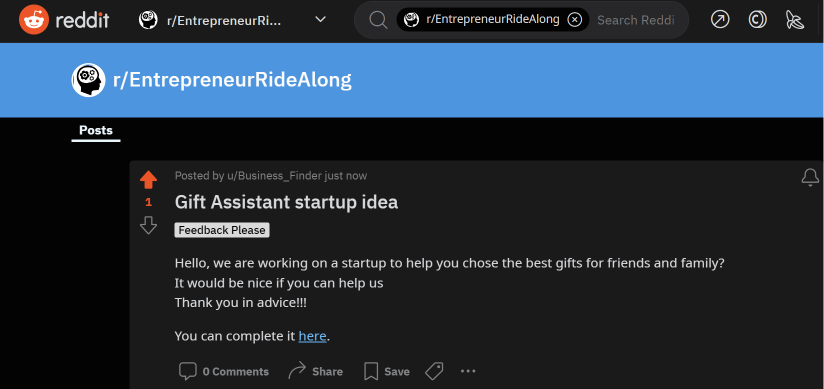 reddit r/EntrepreneurRi... r/EntrepreneurRideAlong Search Reddi
r/EntrepreneurRideAlong
Posts
Posted by u/Business_Finder just now
1
Gift Assistant startup idea
Feedback Please
Hello, we are working on a startup to help you chose the best gifts for friends and family?
It would be nice if you can help us
Thank you in advice!!!
You can complete it here.
0 Comments Share Save